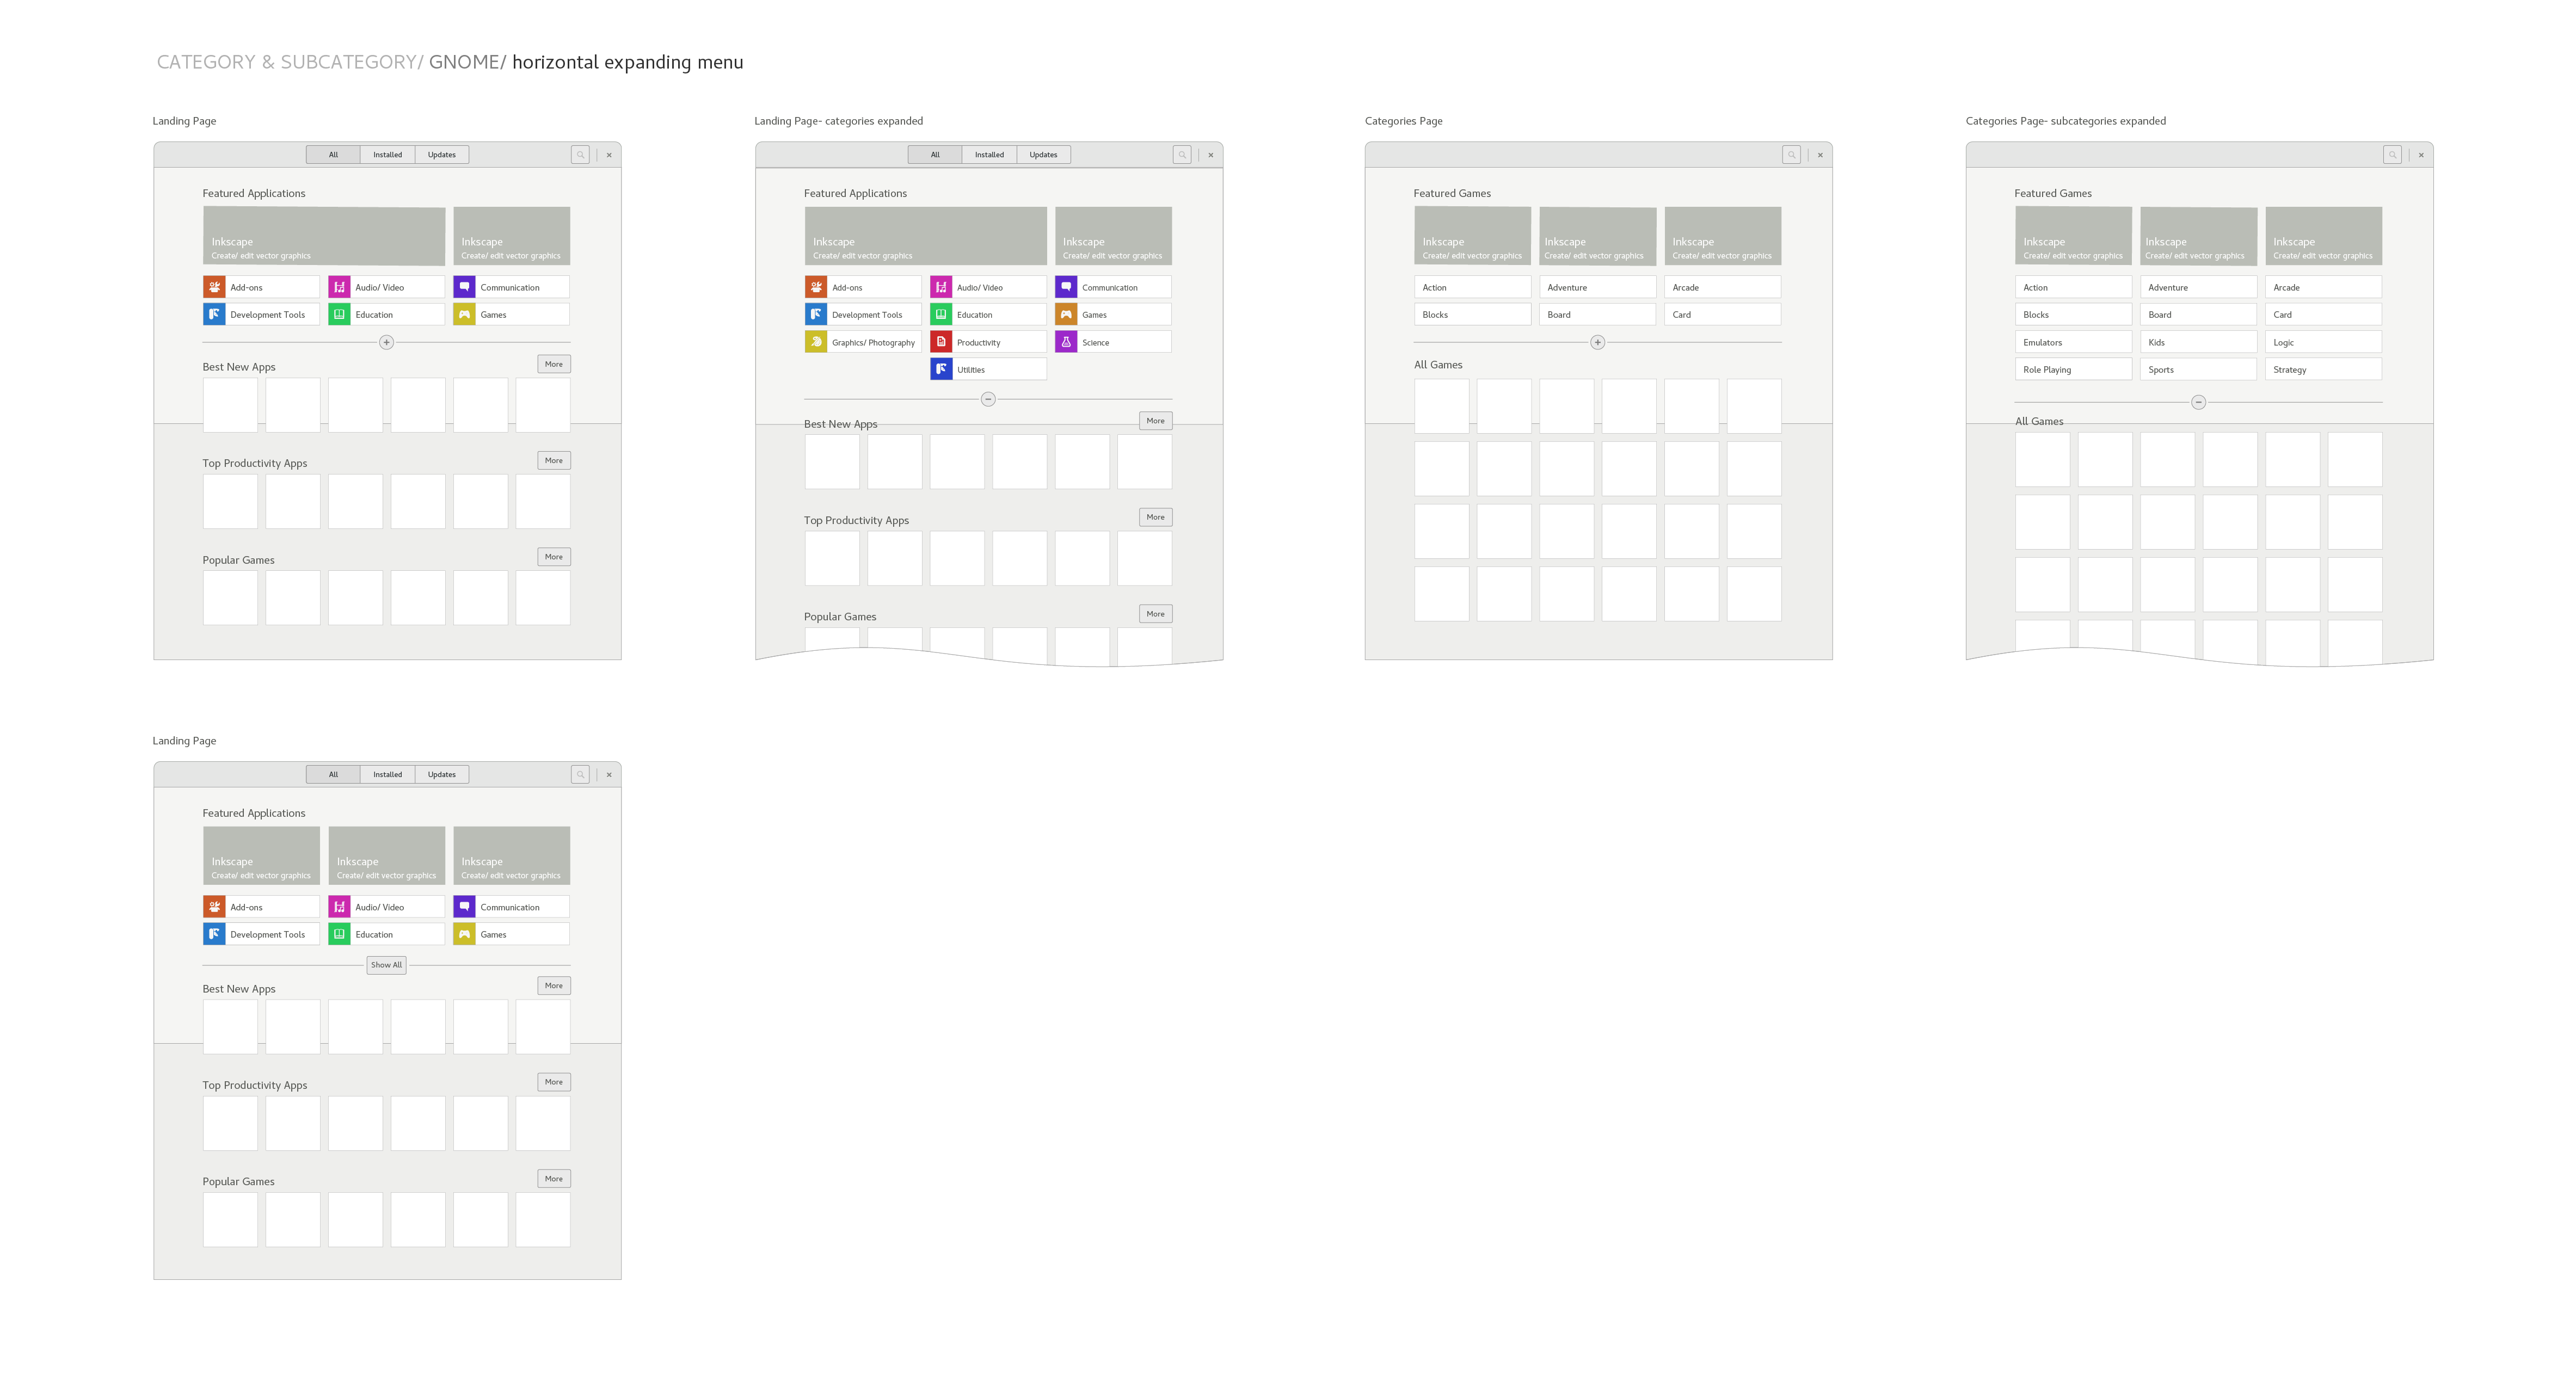 CATEGORY & SUBCATEGORY/ GNOME/ horizontal expanding menu
Landing Page
All Installed Updates
Featured Applications
Inkscape Inkscape
Create/ edit vector graphics Create/ edit vector graphics
Add-ons Audio/ Video Communication
Development Tools Education Games
Best New Apps More
Top Productivity Apps More
Popular Games More
Landing Page- categories expanded
All Installed Updates
Featured Applications
Inkscape Inkscape
Create/ edit vector graphics Create/ edit vector graphics
Add-ons Audio/ Video Communication
Development Tools Education Games
Graphics/ Photography Productivity Science
Utilities
Best New Apps More
Top Productivity Apps More
Popular Games More
Categories Page
Featured Games
Inkscape Inkscape Inkscape
Create/ edit vector graphics Create/ edit vector graphics Create/ edit vector graphics
Action Adventure Arcade
Blocks Board Card
All Games
Categories Page- subcategories expanded
Featured Games
Inkscape Inkscape Inkscape
Create/ edit vector graphics Create/ edit vector graphics Create/ edit vector graphics
Action Adventure Arcade
Blocks Board Card
Emulators Kids Logic
Role Playing Sports Strategy
All Games
Landing Page
All Installed Updates
Featured Applications
Inkscape Inkscape Inkscape
Create/ edit vector graphics Create/ edit vector graphics Create/ edit vector graphics
Add-ons Audio/ Video Communication
Development Tools Education Games
Show All
Best New Apps More
Top Productivity Apps More
Popular Games More